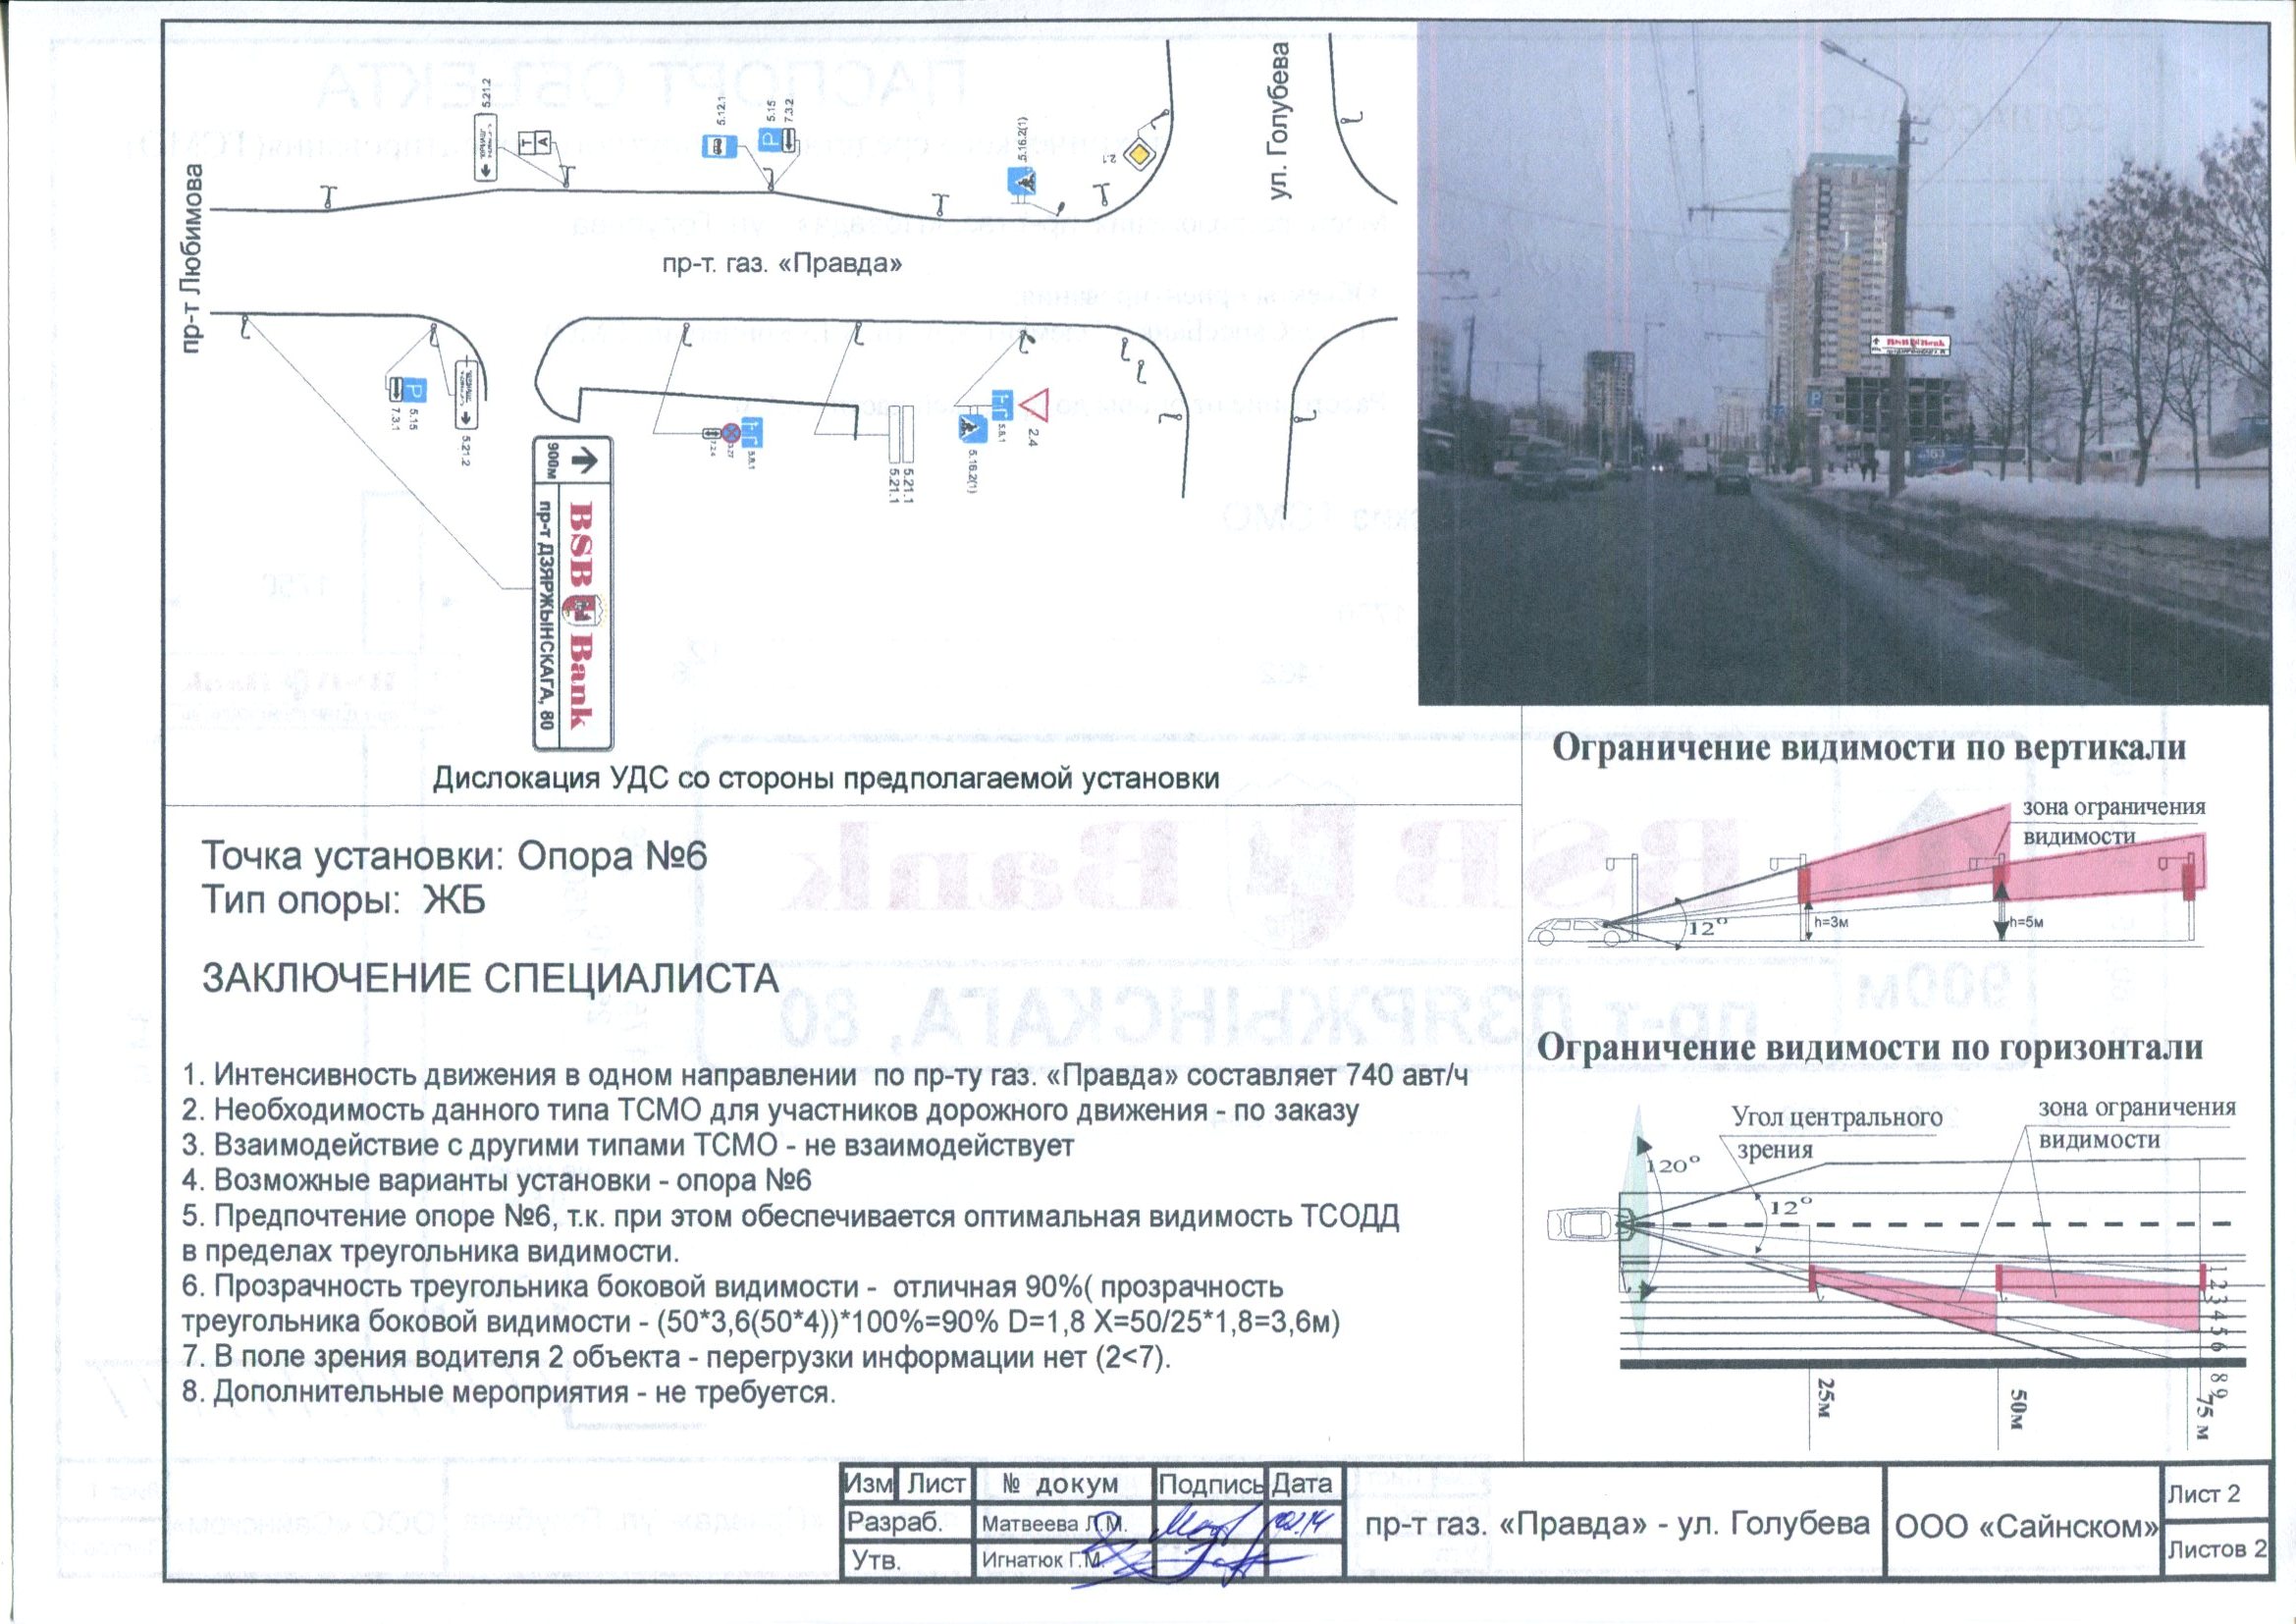 пр-т Любимова
5.21.2
Т
А
5.12.1
5.15
7.3.2
5.16.2(1)
2.1
ул. Голубева
пр-т. газ. «Правда»
7.3.1
5.15
5.21.2
7.2.4
3.27
5.8.1
5.21.1
5.21.1
5.16.2(1)
5.8.1
2.4
900м
BSB Bank
пр-т ДЗЯРЖЫНСКАГА, 80
Дислокация УДС со стороны предполагаемой установки
BSB Bank
Точка установки: Опора №6
Тип опоры: ЖБ
ЗАКЛЮЧЕНИЕ СПЕЦИАЛИСТА
1. Интенсивность движения в одном направлении по пр-ту газ. «Правда» составляет 740 авт/ч
2. Необходимость данного типа ТСМО для участников дорожного движения - по заказу
3. Взаимодействие с другими типами ТСМО - не взаимодействует
4. Возможные варианты установки - опора №6
5. Предпочтение опоре №6, т.к. при этом обеспечивается оптимальная видимость ТСОДД
в пределах треугольника видимости.
6. Прозрачность треугольника боковой видимости - отличная 90%( прозрачность
треугольника боковой видимости - (50*3,6(50*4))*100%=90% D=1,8 X=50/25*1,8=3,6м)
7. В поле зрения водителя 2 объекта - перегрузки информации нет (2<7).
8. Дополнительные мероприятия - не требуется.
Ограничение видимости по вертикали
зона ограничения
видимости
12°
h=3м
h=5м
Ограничение видимости по горизонтали
Угол центрального
зрения
зона ограничения
видимости
120°
12°
1 2 3 4 5 6
8 9
25м
50м
75 м
Изм Лист № докум Подпись Дата
Разраб. Матвеева Л.М. 02.14
Утв. Игнатюк Г.М.
пр-т газ. «Правда» - ул. Голубева
ООО «Сайнском»
Лист 2
Листов 2